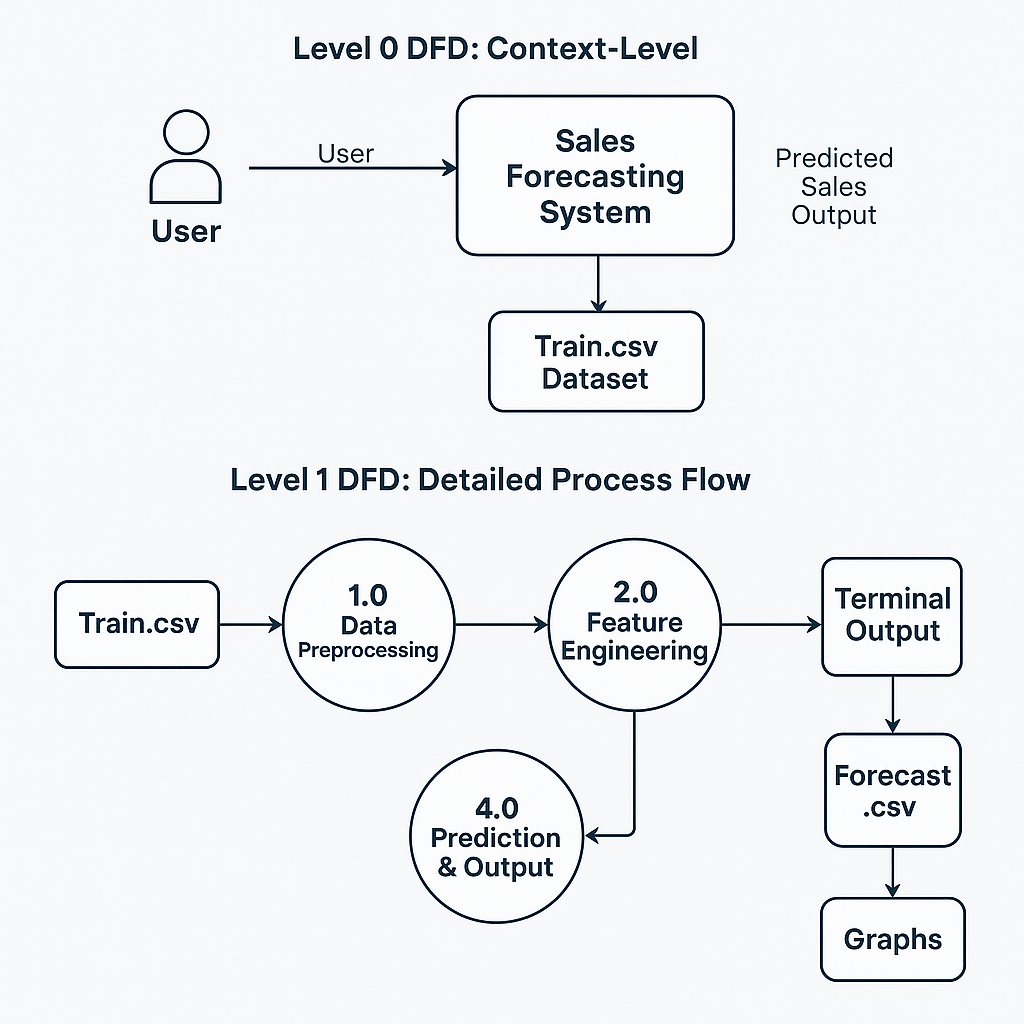 Level 0 DFD: Context-Level
User
User
Sales
Forecasting
System
Predicted
Sales
Output
Train.csv
Dataset
Level 1 DFD: Detailed Process Flow
Train.csv
1.0
Data
Preprocessing
2.0
Feature
Engineering
Terminal
Output
4.0
Prediction
& Output
Forecast
.csv
Graphs